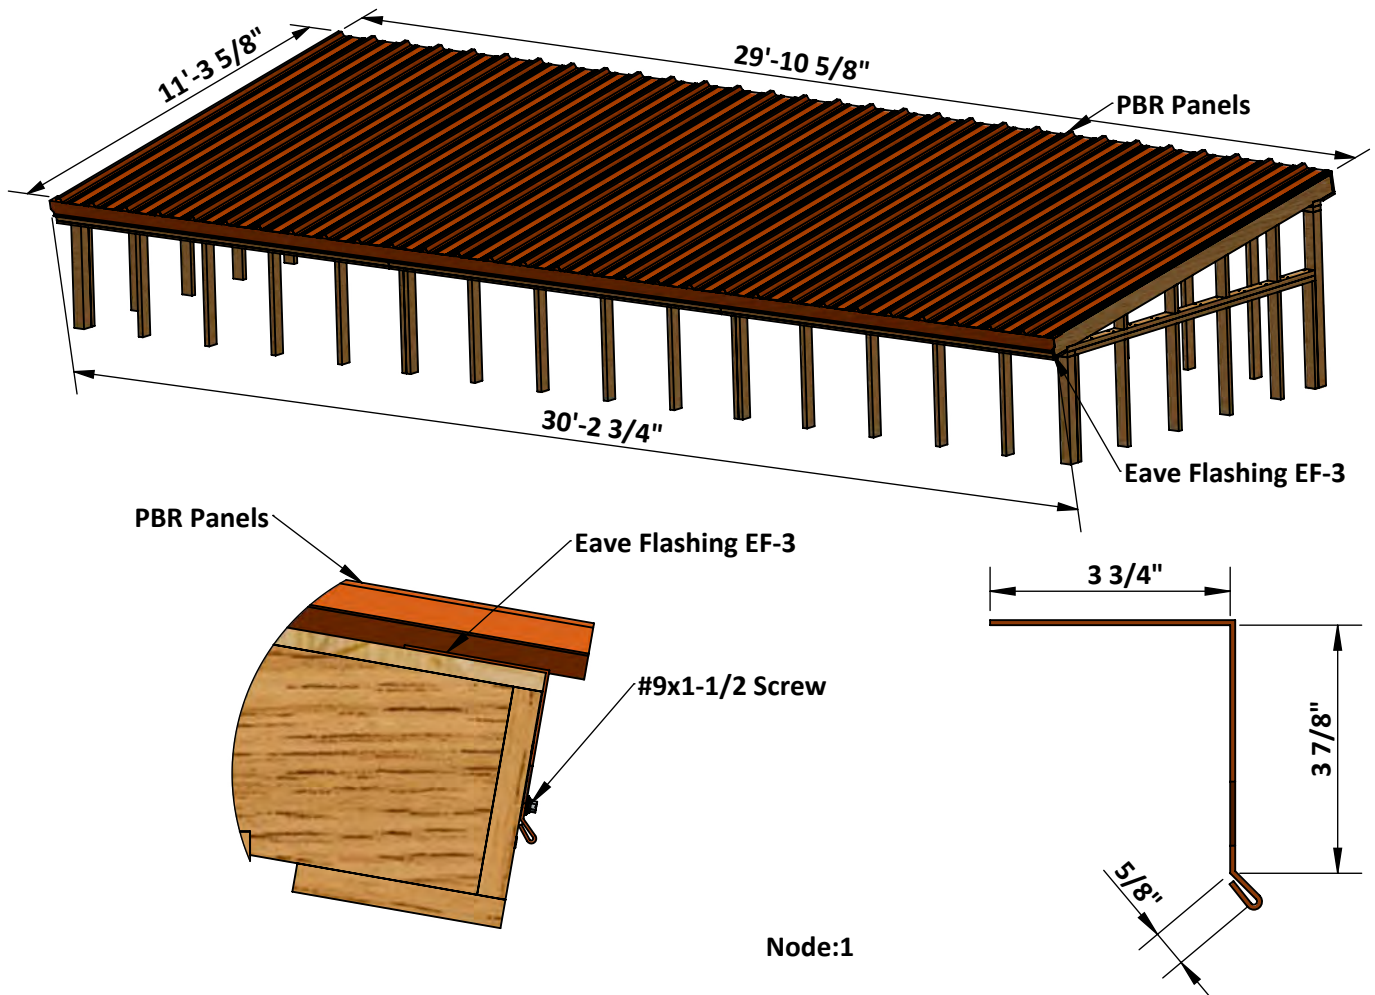 11'-3 5/8"
29'-10 5/8"
PBR Panels
30'-2 3/4"
Eave Flashing EF-3
PBR Panels
Eave Flashing EF-3
#9x1-1/2 Screw
3 3/4"
3 7/8"
5/8"
Node:1